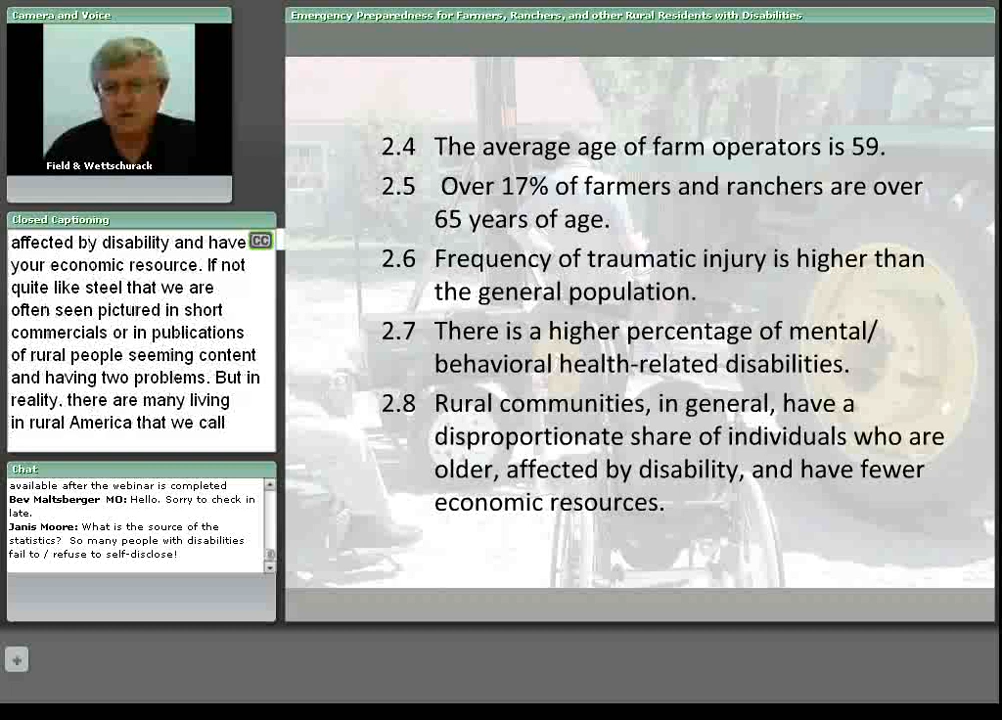 Camera and Voice
Field & Wettschurack
Closed Captioning
affected by disability and have CC
your economic resource. If not
quite like steel that we are
often seen pictured in short
commercials or in publications
of rural people seeming content
and having two problems. But in
reality. there are many living
in rural America that we call
Chat
available after the webinar is completed
Bev Maltsberger MO: Hello. Sorry to check in
late.
Janis Moore: What is the source of the
statistics? So many people with disabilities
fail to / refuse to self-disclose!
Emergency Preparedness for Farmers, Ranchers, and other Rural Residents with Disabilities
2.4 The average age of farm operators is 59.
2.5 Over 17% of farmers and ranchers are over
65 years of age.
2.6 Frequency of traumatic injury is higher than
the general population.
2.7 There is a higher percentage of mental/
behavioral health-related disabilities.
2.8 Rural communities, in general, have a
disproportionate share of individuals who are
older, affected by disability, and have fewer
economic resources.